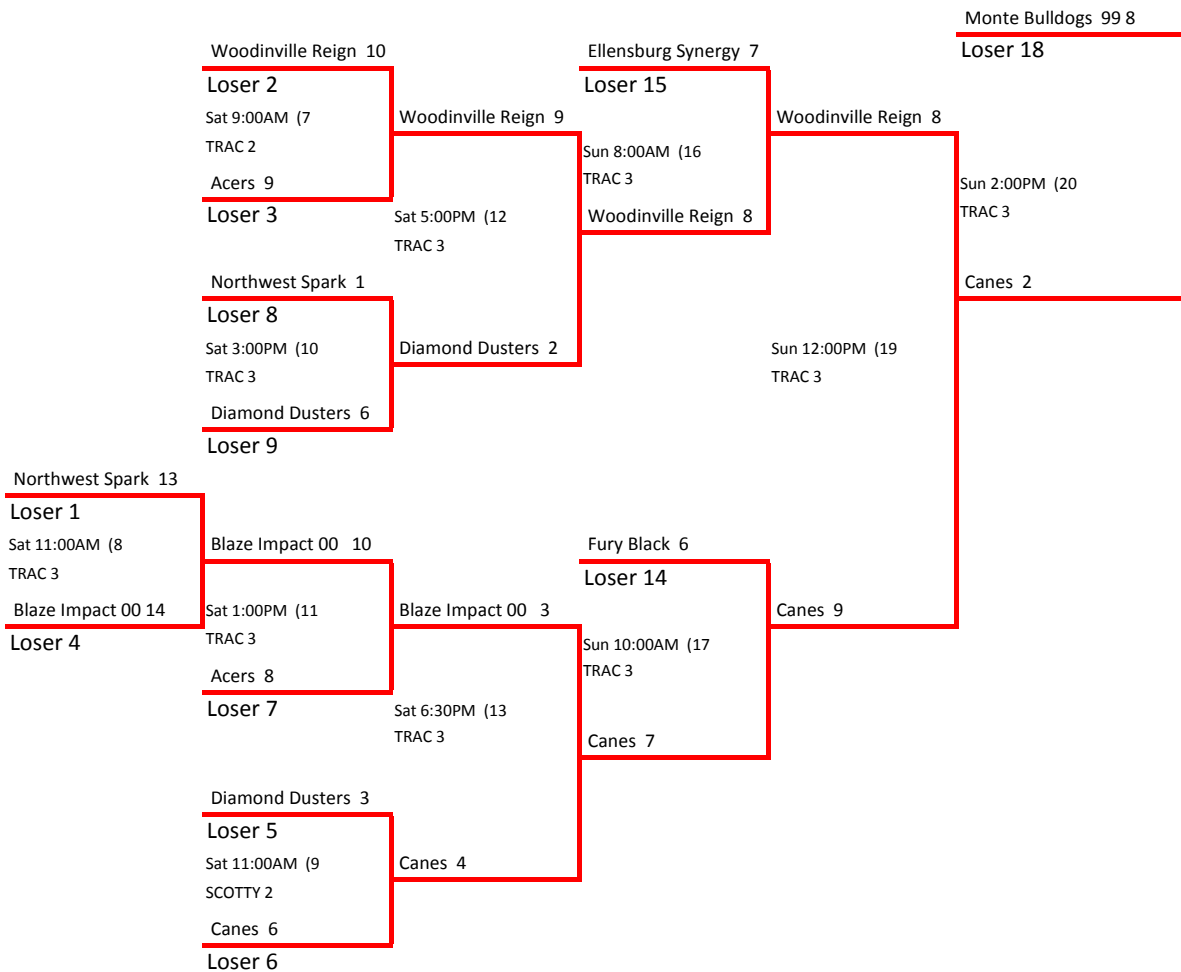 Monte Bulldogs 99 8
Loser 18
Woodinville Reign 10
Ellensburg Synergy 7
Loser 2
Loser 15
Sat 9:00AM (7
TRAC 2
Woodinville Reign 9
Woodinville Reign 8
Sun 8:00AM (16
TRAC 3
Acers 9
Loser 3
Sun 2:00PM (20
TRAC 3
Sat 5:00PM (12
TRAC 3
Woodinville Reign 8
Northwest Spark 1
Loser 8
Canes 2
Sat 3:00PM (10
TRAC 3
Diamond Dusters 2
Sun 12:00PM (19
TRAC 3
Diamond Dusters 6
Loser 9
Northwest Spark 13
Loser 1
Sat 11:00AM (8
TRAC 3
Blaze Impact 00 10
Fury Black 6
Loser 14
Blaze Impact 00 14
Loser 4
Sat 1:00PM (11
TRAC 3
Blaze Impact 00 3
Canes 9
Sun 10:00AM (17
TRAC 3
Acers 8
Loser 7
Sat 6:30PM (13
TRAC 3
Canes 7
Diamond Dusters 3
Loser 5
Sat 11:00AM (9
SCOTTY 2
Canes 4
Canes 6
Loser 6